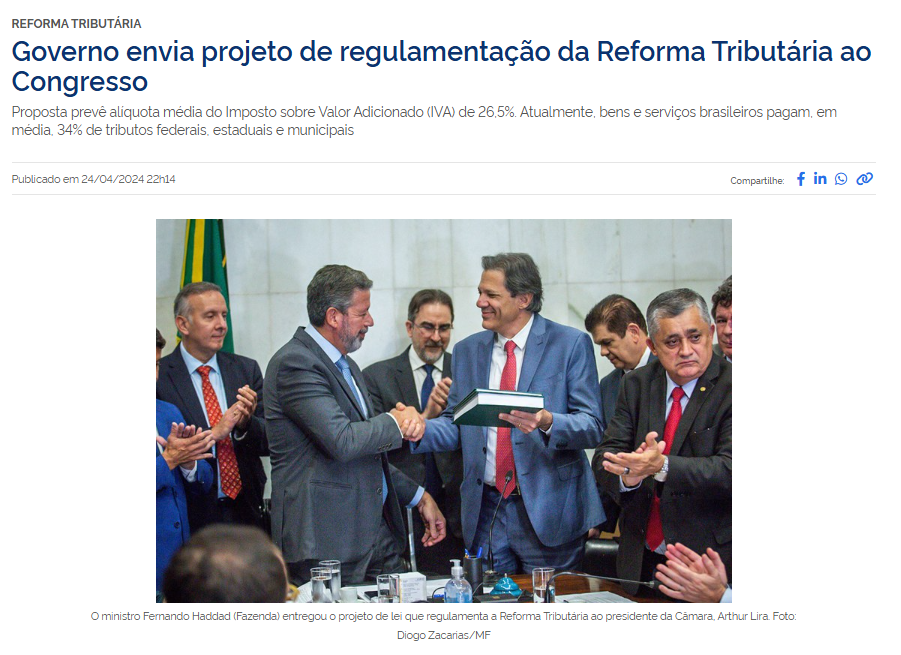 REFORMA TRIBUTÁRIA
Governo envia projeto de regulamentação da Reforma Tributária ao
Congresso
Proposta prevê alíquota média do Imposto sobre Valor Adicionado (IVA) de 26,5%. Atualmente, bens e serviços brasileiros pagam, em
média, 34% de tributos federais, estaduais e municipais
Publicado em 24/04/2024 22h14
Compartilhe:
O ministro Fernando Haddad (Fazenda) entregou o projeto de lei que regulamenta a Reforma Tributária ao presidente da Câmara, Arthur Lira. Foto:
Diogo Zacarias/MF